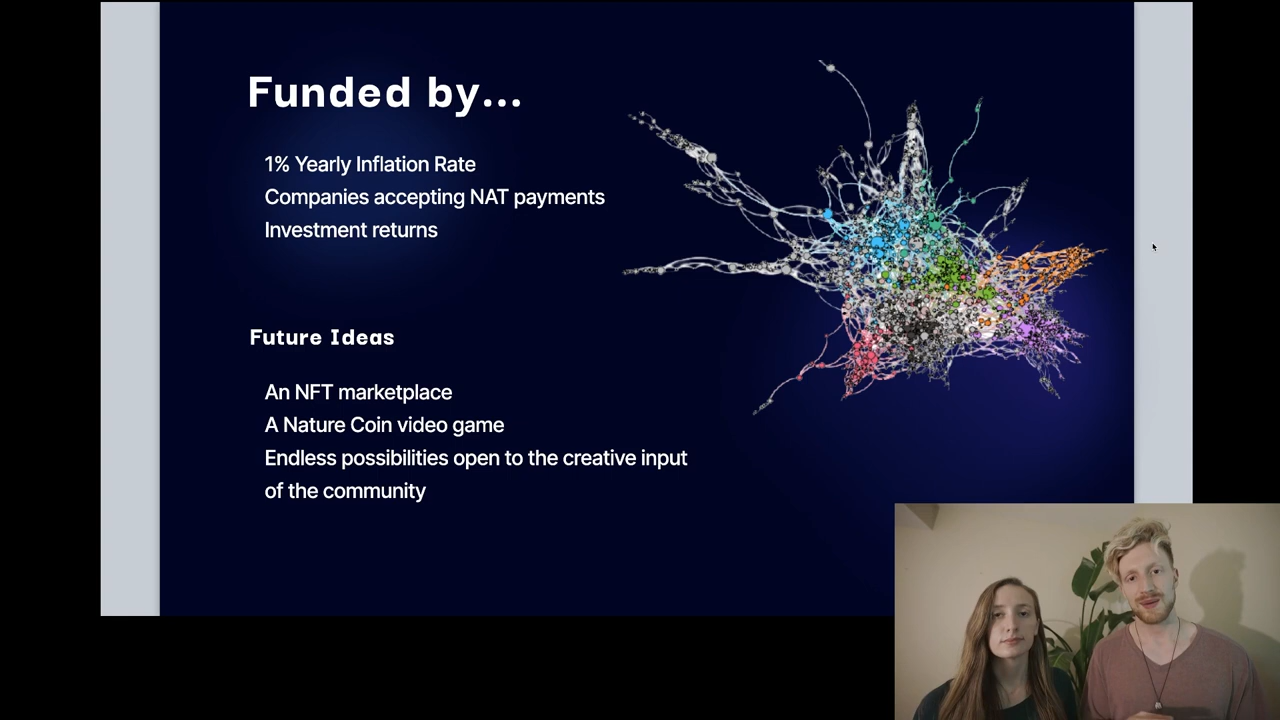 Funded by...
1% Yearly Inflation Rate
Companies accepting NAT payments
Investment returns
Future Ideas
An NFT marketplace
A Nature Coin video game
Endless possibilities open to the creative input
of the community